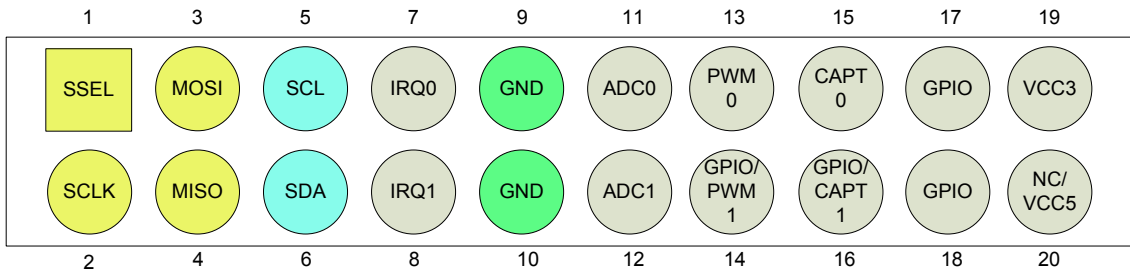 1 3 5 7 9 11 13 15 17 19
SSEL MOSI SCL IRQ0 GND ADC0 PWM 0 CAPT 0 GPIO VCC3
SCLK MISO SDA IRQ1 GND ADC1 GPIO/ PWM 1 GPIO/ CAPT 1 GPIO NC/ VCC5
2 4 6 8 10 12 14 16 18 20